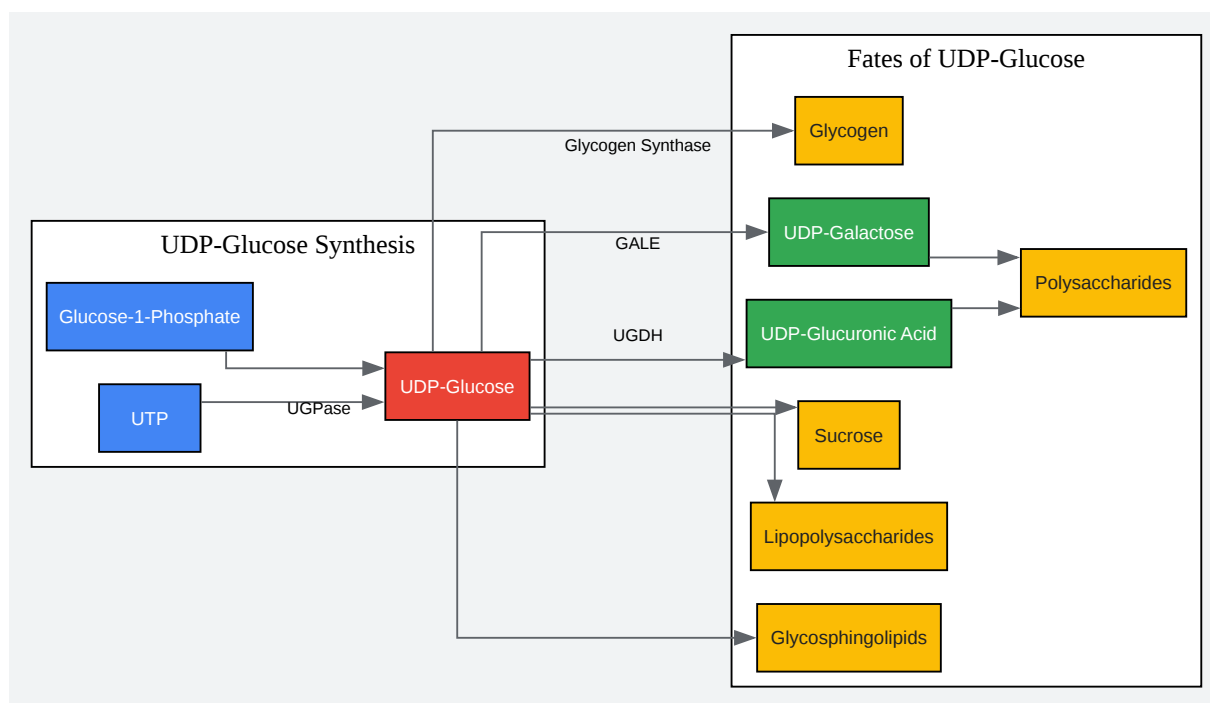 Fates of UDP-Glucose
Glycogen
Glycogen Synthase
UDP-Galactose
GALE
UDP-Glucose Synthesis
Polysaccharides
Glucose-1-Phosphate
UDP-Glucuronic Acid
UGDH
UDP-Glucose
UGPase
UTP
Sucrose
Lipopolysaccharides
Glycosphingolipids